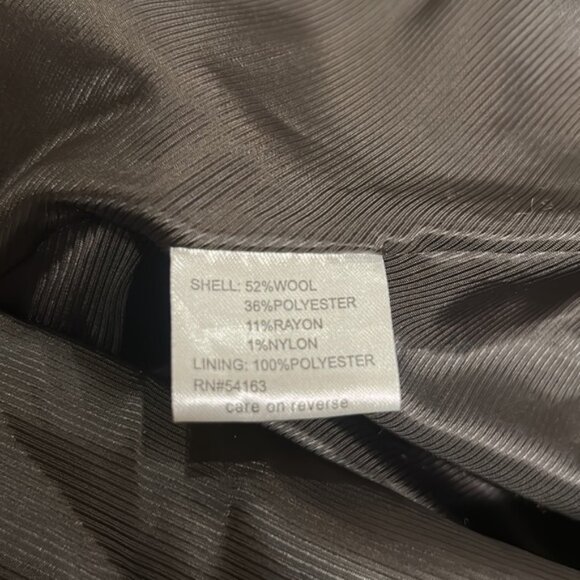 SHELL: 52%WOOL
36%POLYESTER
11%RAYON
1%NYLON
LINING: 100%POLYESTER
RN#54163
care on reverse